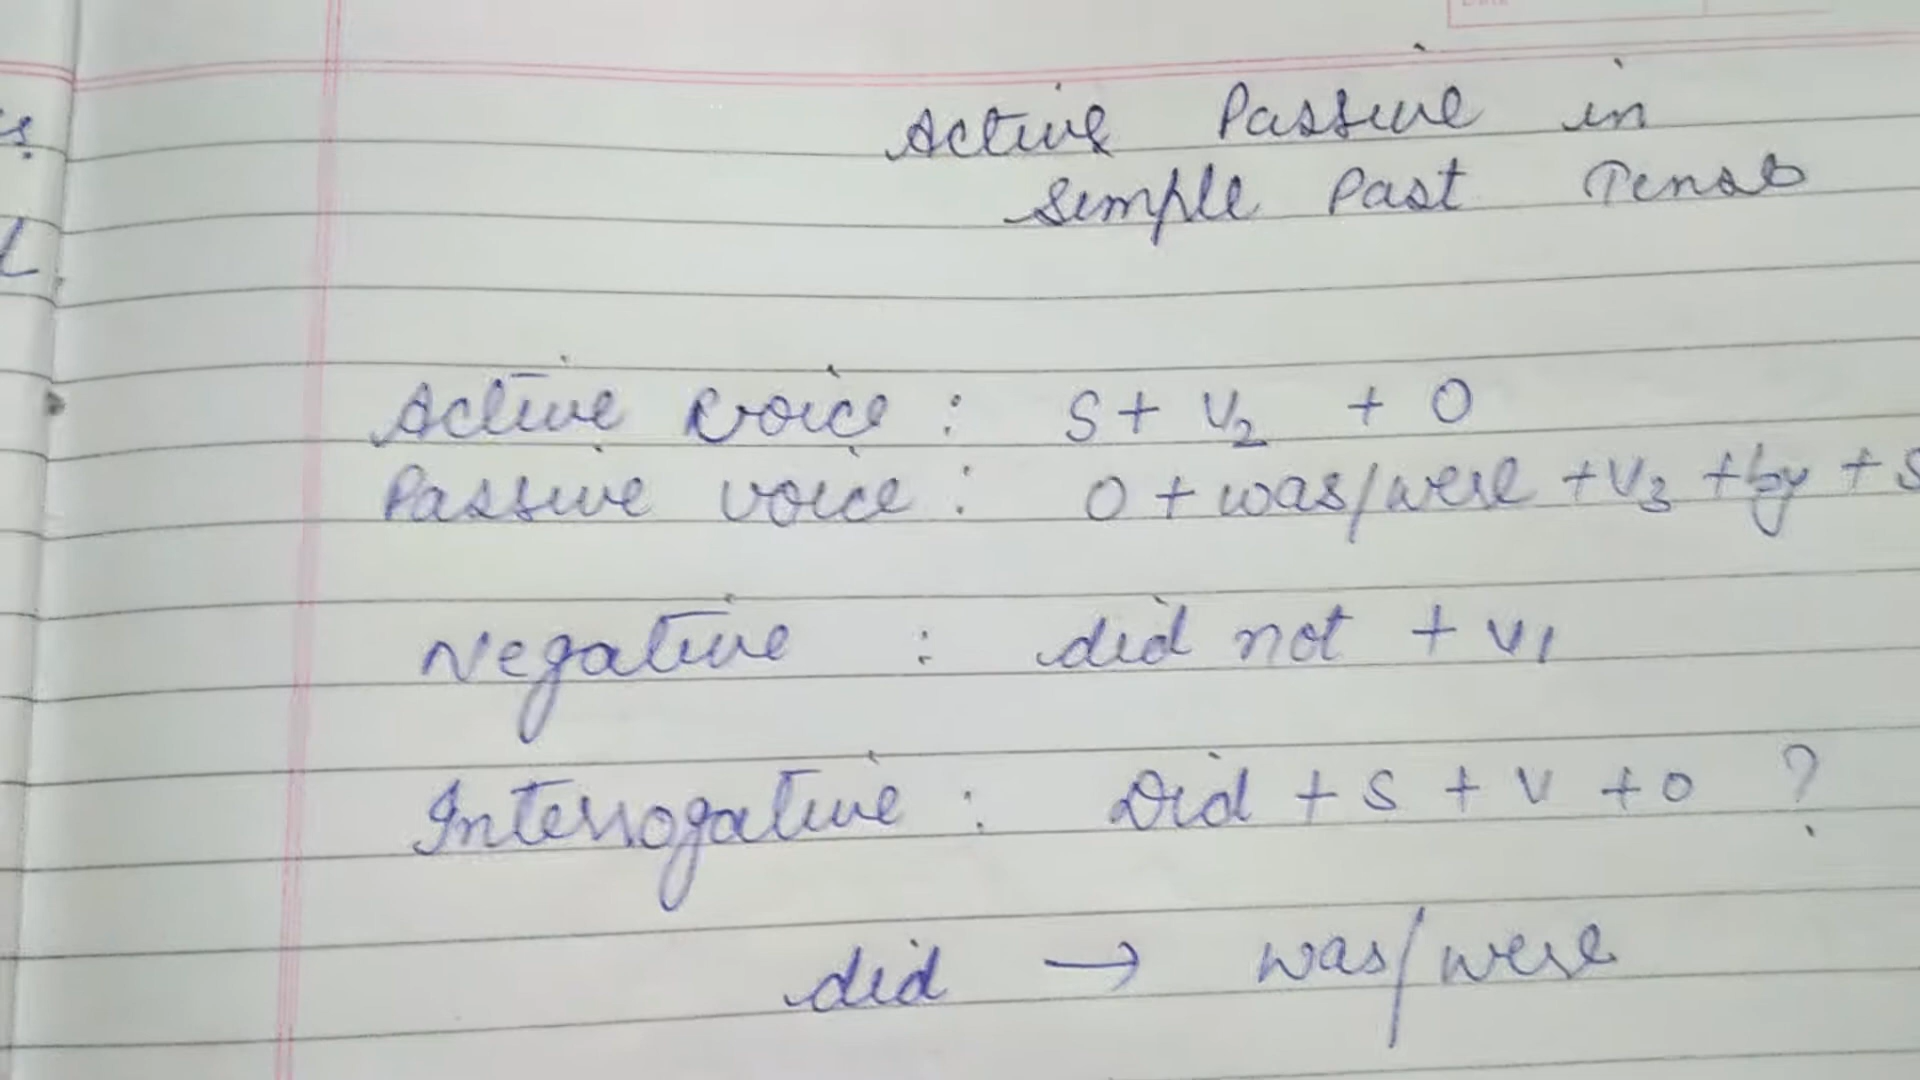 Active Passive in
Simple Past Tense
Active voice : S + V2 + O
Passive voice : O + was/were + V3 + by + S
Negative : did not + V1
Interrogative : Did + S + V + O ?
did → was/were